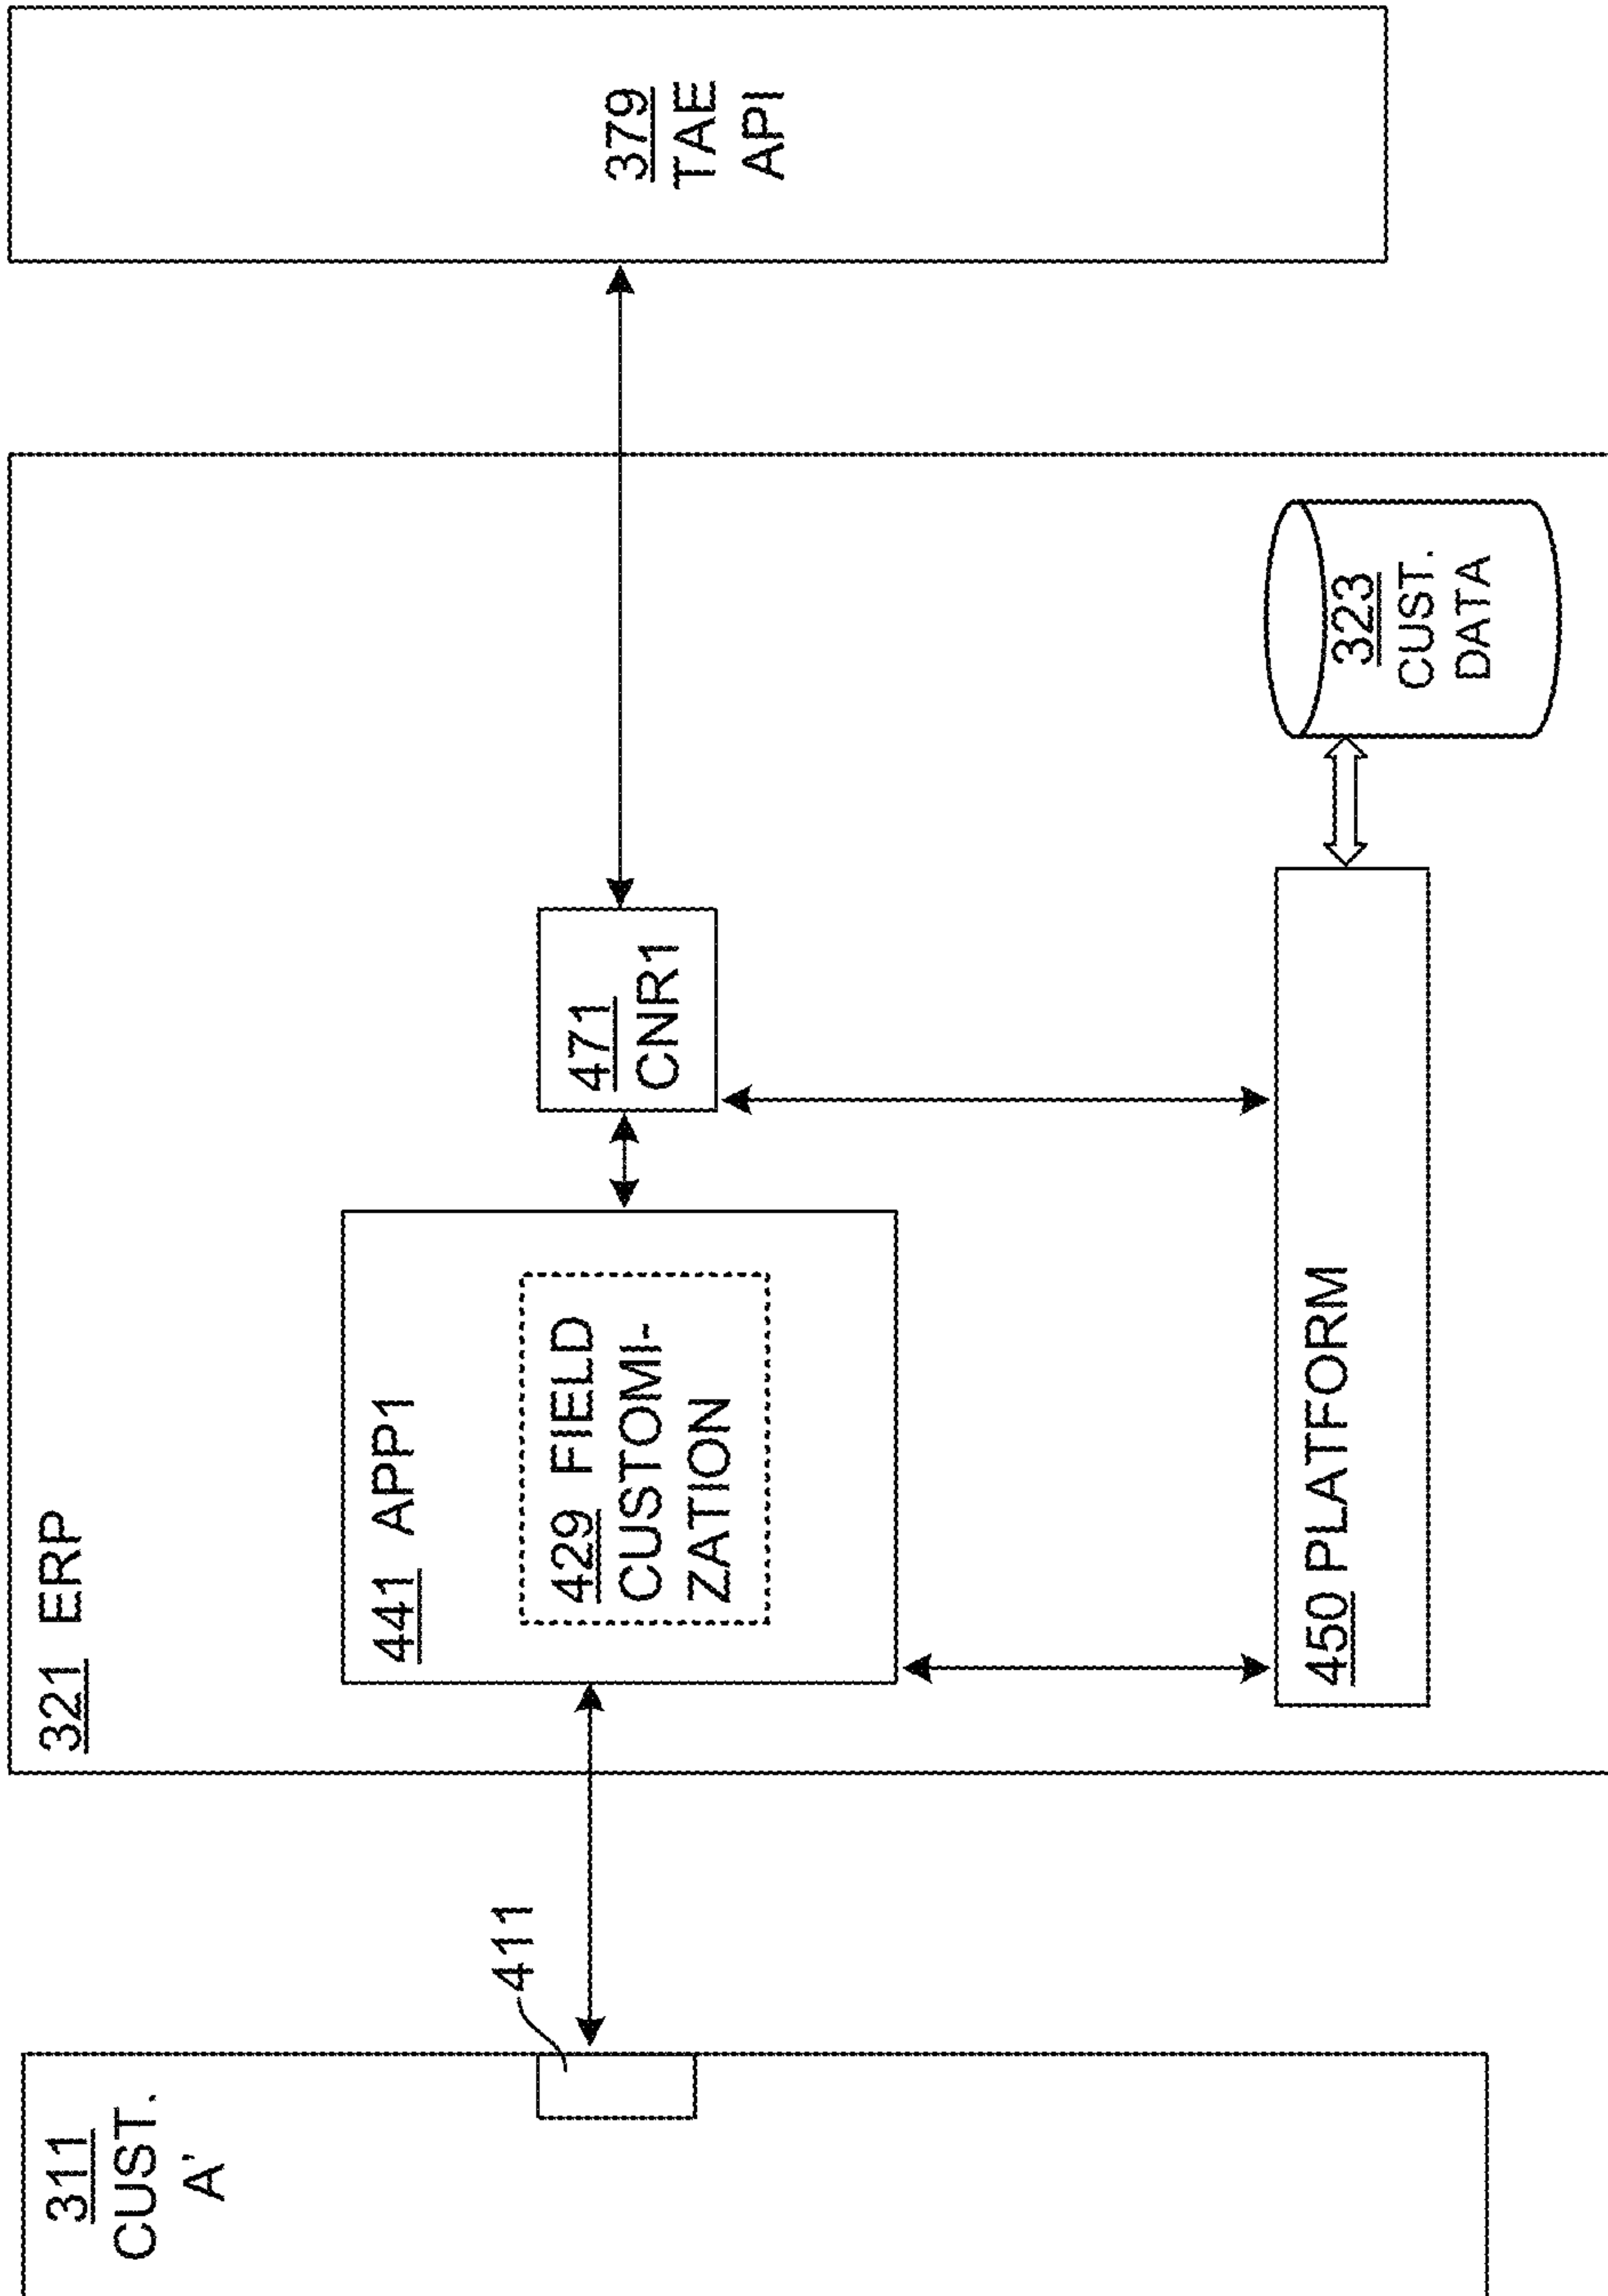 311
CUST.
A'
411
321 ERP
441 APP1
429 FIELD
CUSTOMI-
ZATION
471
CNR1
450 PLATFORM
323
CUST.
DATA
379
TAE
API